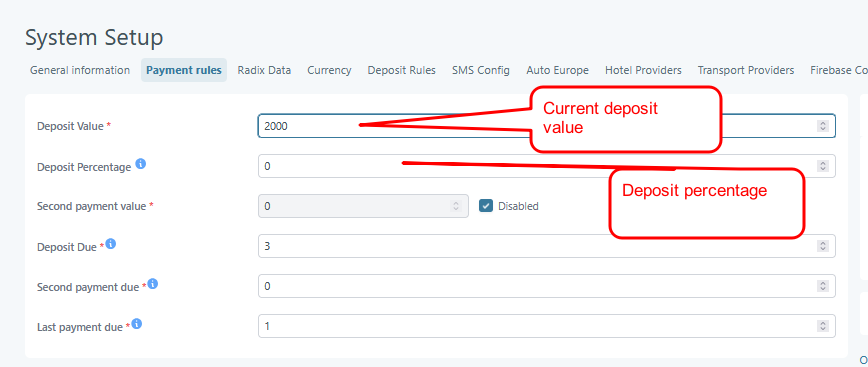 System Setup
General information Payment rules Radix Data Currency Deposit Rules SMS Config Auto Europe Hotel Providers Transport Providers Firebase Co
Current deposit
value
Deposit Value * 2000
Deposit Percentage i 0
Deposit percentage
Second payment value * 0 Disabled
Deposit Due * i 3
Second payment due * i 0
Last payment due * i 1
O